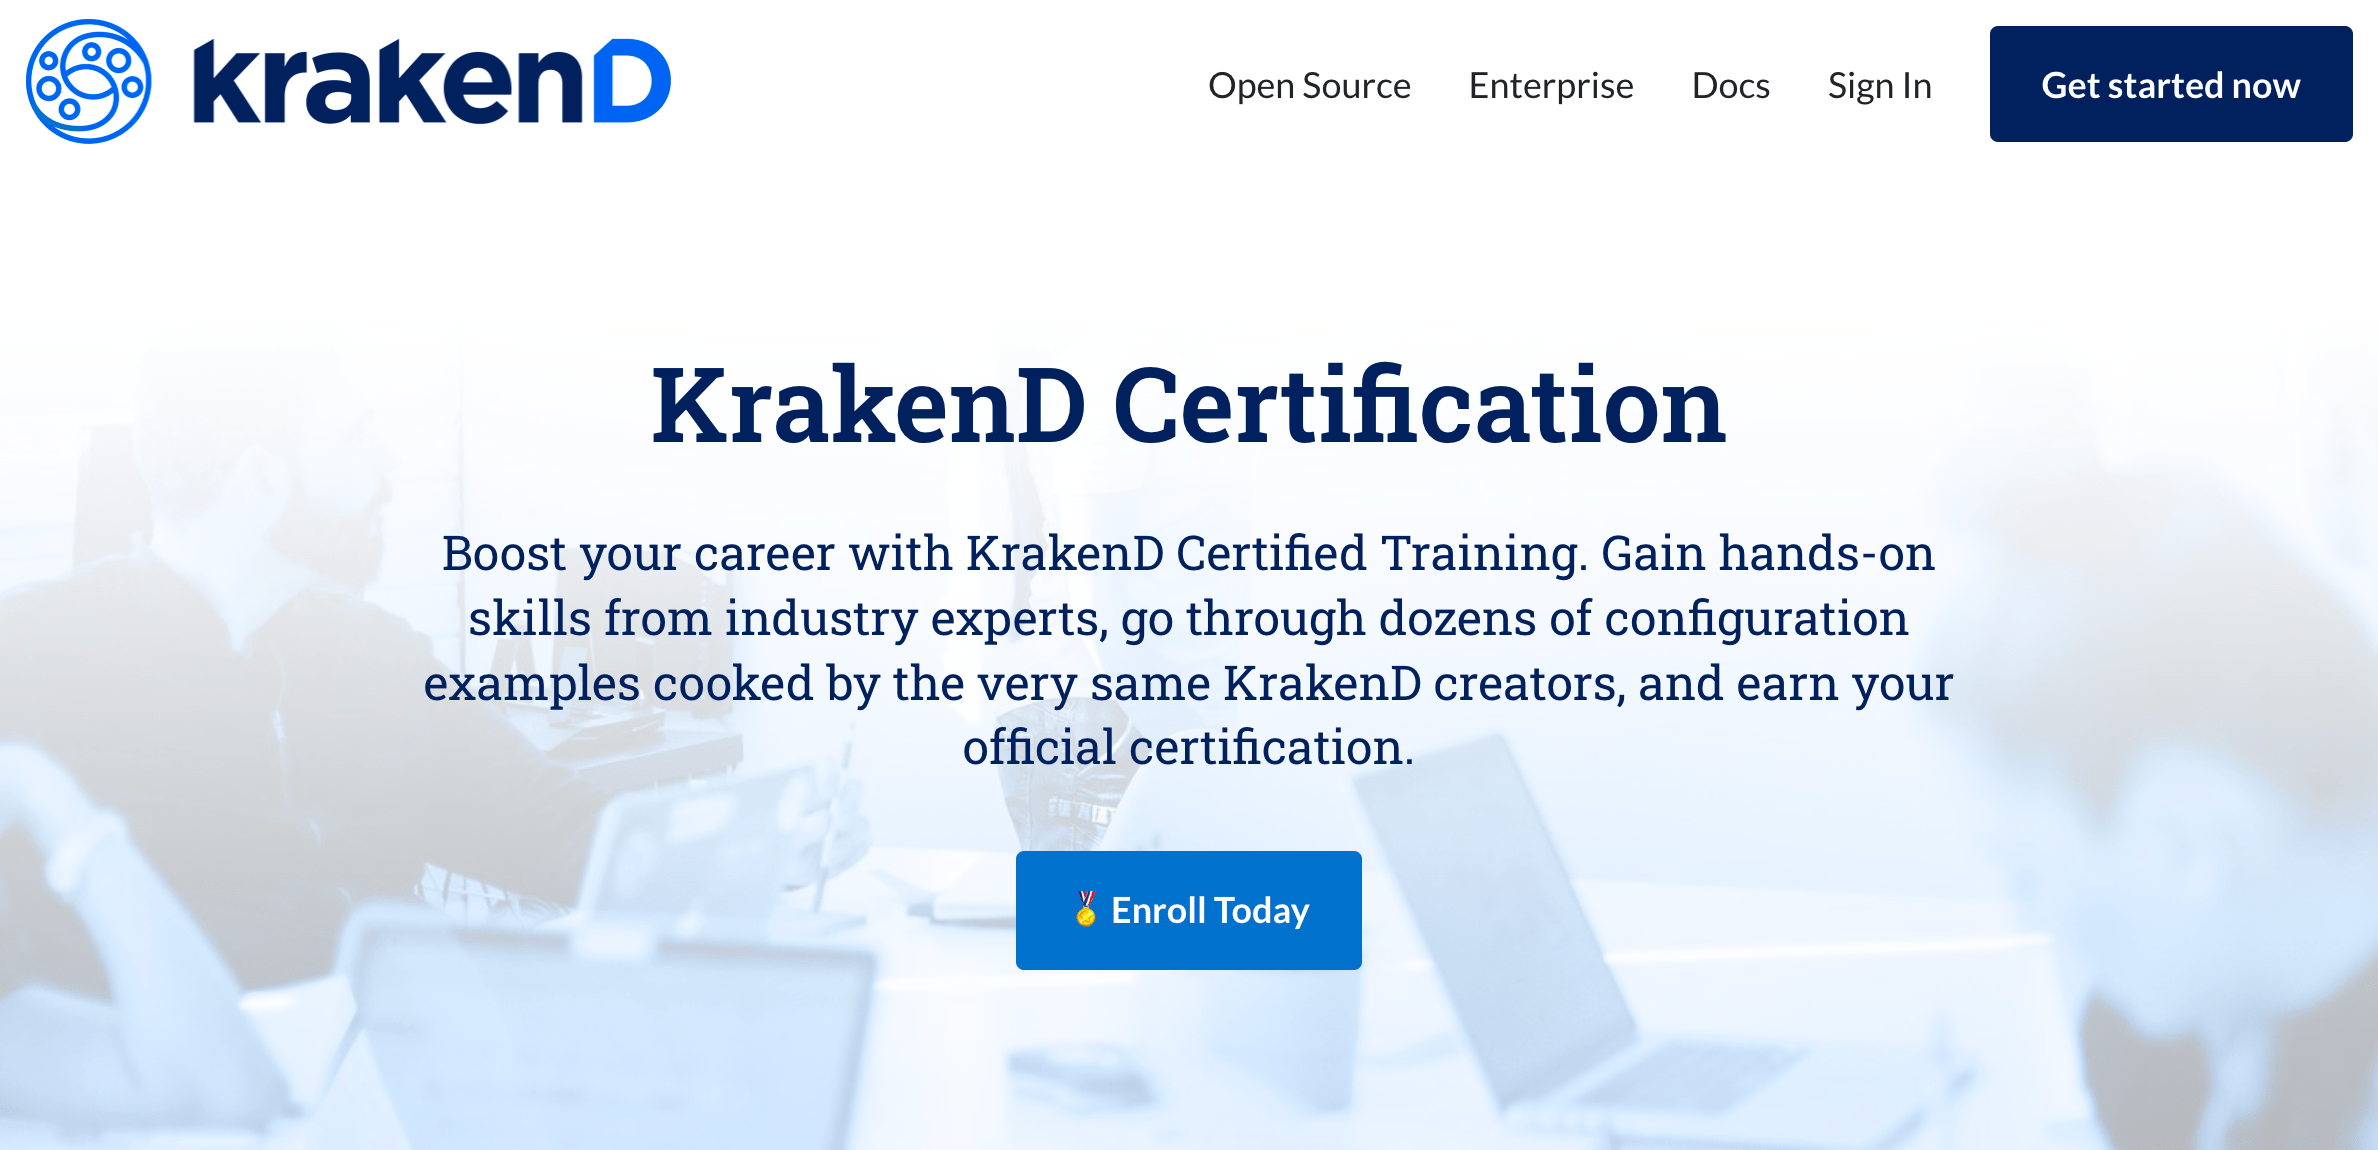 krakenD
Open Source
Enterprise
Docs
Sign In
Get started now
KrakenD Certification
Boost your career with KrakenD Certified Training. Gain hands-on
skills from industry experts, go through dozens of configuration
examples cooked by the very same KrakenD creators, and earn your
official certification.
🏅 Enroll Today